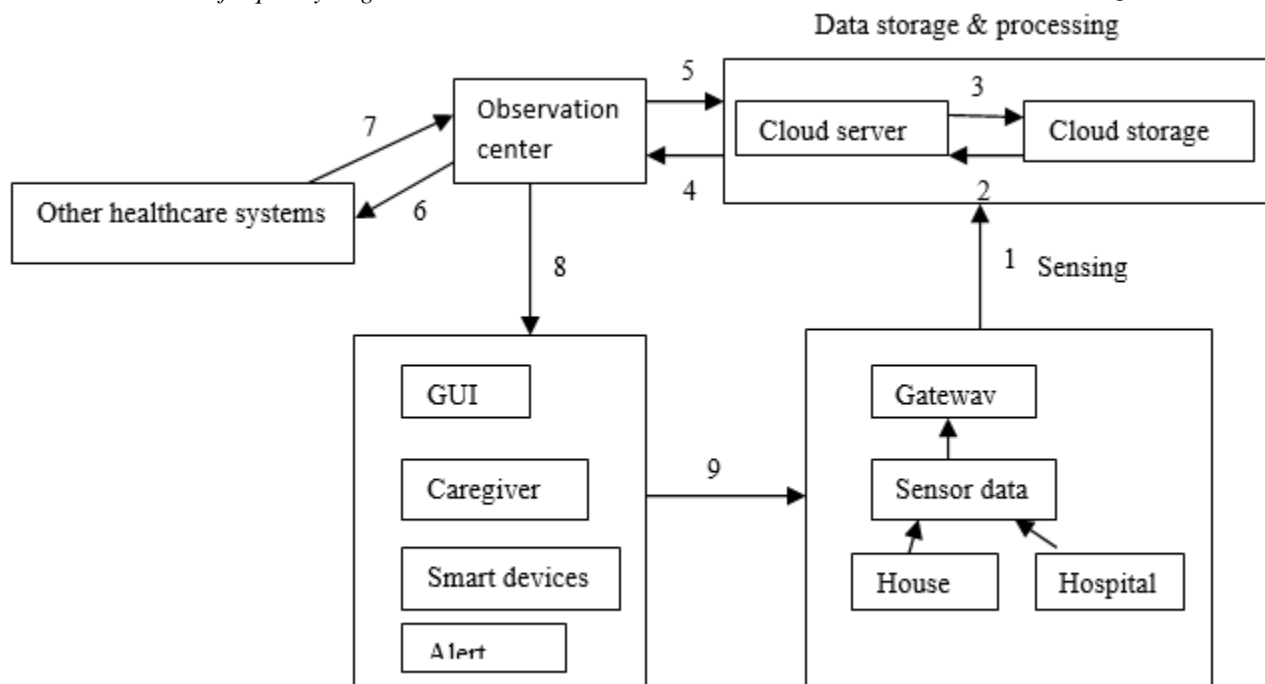 Data storage & processing
5
3
Observation
center
Cloud server
Cloud storage
7
4
2
Other healthcare systems
6
8
1
Sensing
GUI
Gateway
Caregiver
9
Sensor data
Smart devices
House
Hospital
Alert